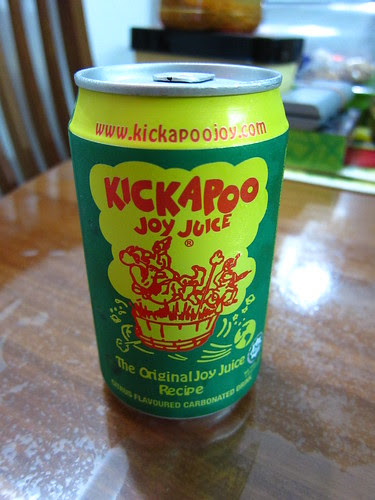 www.kickapoojoy.com
KICKAPOO
JOY JUICE
®
The Original Joy Juice
Recipe
CITRUS FLAVOURED CARBONATED DRINK